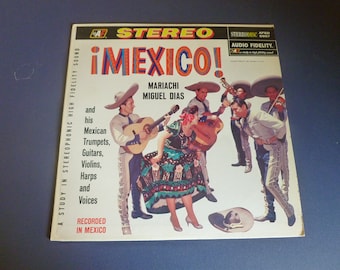 STEREO
STEREODISC
AUDIO FIDELITY
¡MEXICO!
MARIACHI
MIGUEL DIAS
and
his
Mexican
Trumpets,
Guitars,
Violins,
Harps
and
Voices
RECORDED
IN MEXICO
A STUDY IN STEREOPHONIC HIGH FIDELITY SOUND